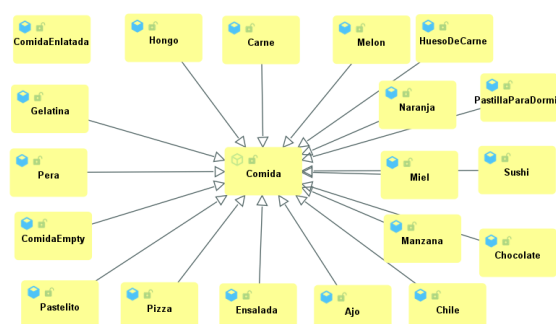 ComidaEnlatada
Hongo
Carne
Melon
HuesoDeCarne
Gelatina
Naranja
PastillaParaDormi
Pera
Comida
Miel
Sushi
ComidaEmpty
Manzana
Chocolate
Pastelito
Pizza
Ensalada
Ajo
Chile